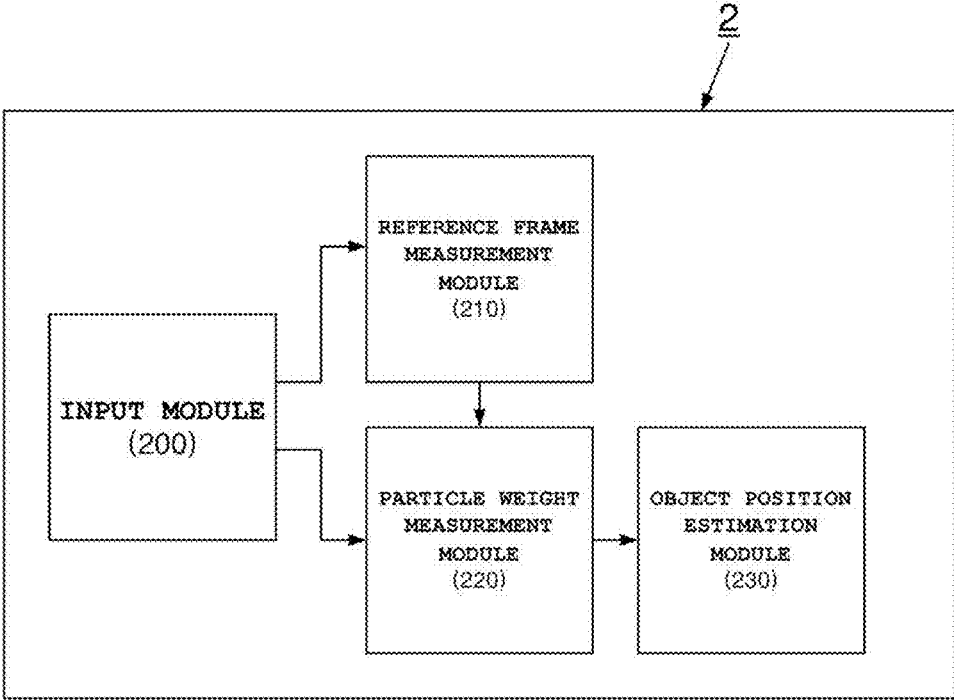 2
REFERENCE FRAME
MEASUREMENT
MODULE
(210)
INPUT MODULE
(200)
PARTICLE WEIGHT
MEASUREMENT
MODULE
(220)
OBJECT POSITION
ESTIMATION
MODULE
(230)